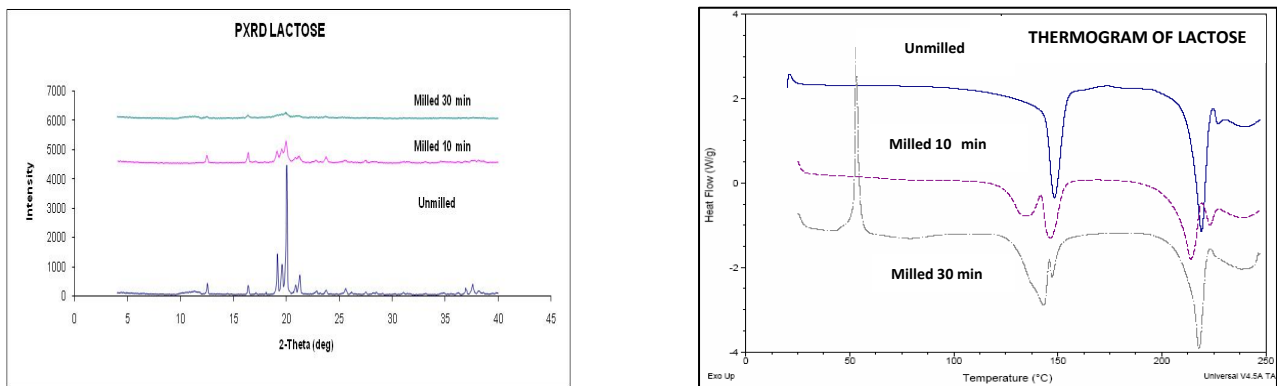 PXRD LACTOSE
7000
6000
5000
4000
3000
2000
1000
0
Intensity
Milled 30 min
Milled 10 min
Unmilled
0 5 10 15 20 25 30 35 40 45
2-Theta (deg)
THERMOGRAM OF LACTOSE
Unmilled
Milled 10 min
Milled 30 min
4
2
0
-2
-4
Heat Flow (W/g)
0 50 100 150 200 250
Exo Up
Temperature (°C)
Universal V4.5A TA